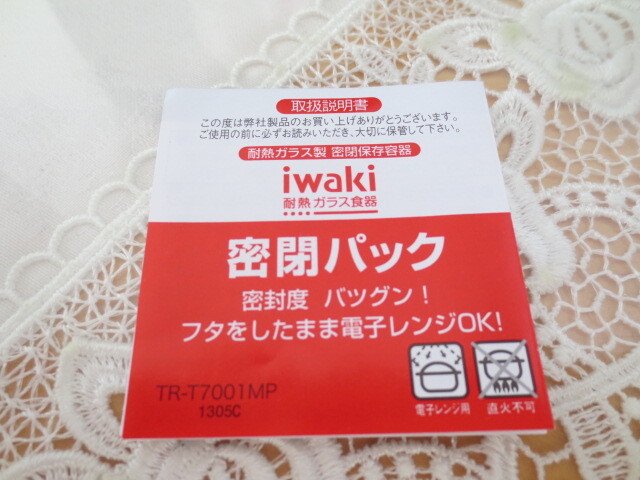 取扱説明書
この度は弊社製品のお買い上げありがとうございます。
ご使用の前に必ずお読みいただき、大切に保管して下さい。
耐熱ガラス製 密閉保存容器
iwaki
耐熱ガラス食器
密閉パック
密封度 バツグン!
フタをしたまま電子レンジOK!
電子レンジ用 直火不可
TR-T7001MP
1305C